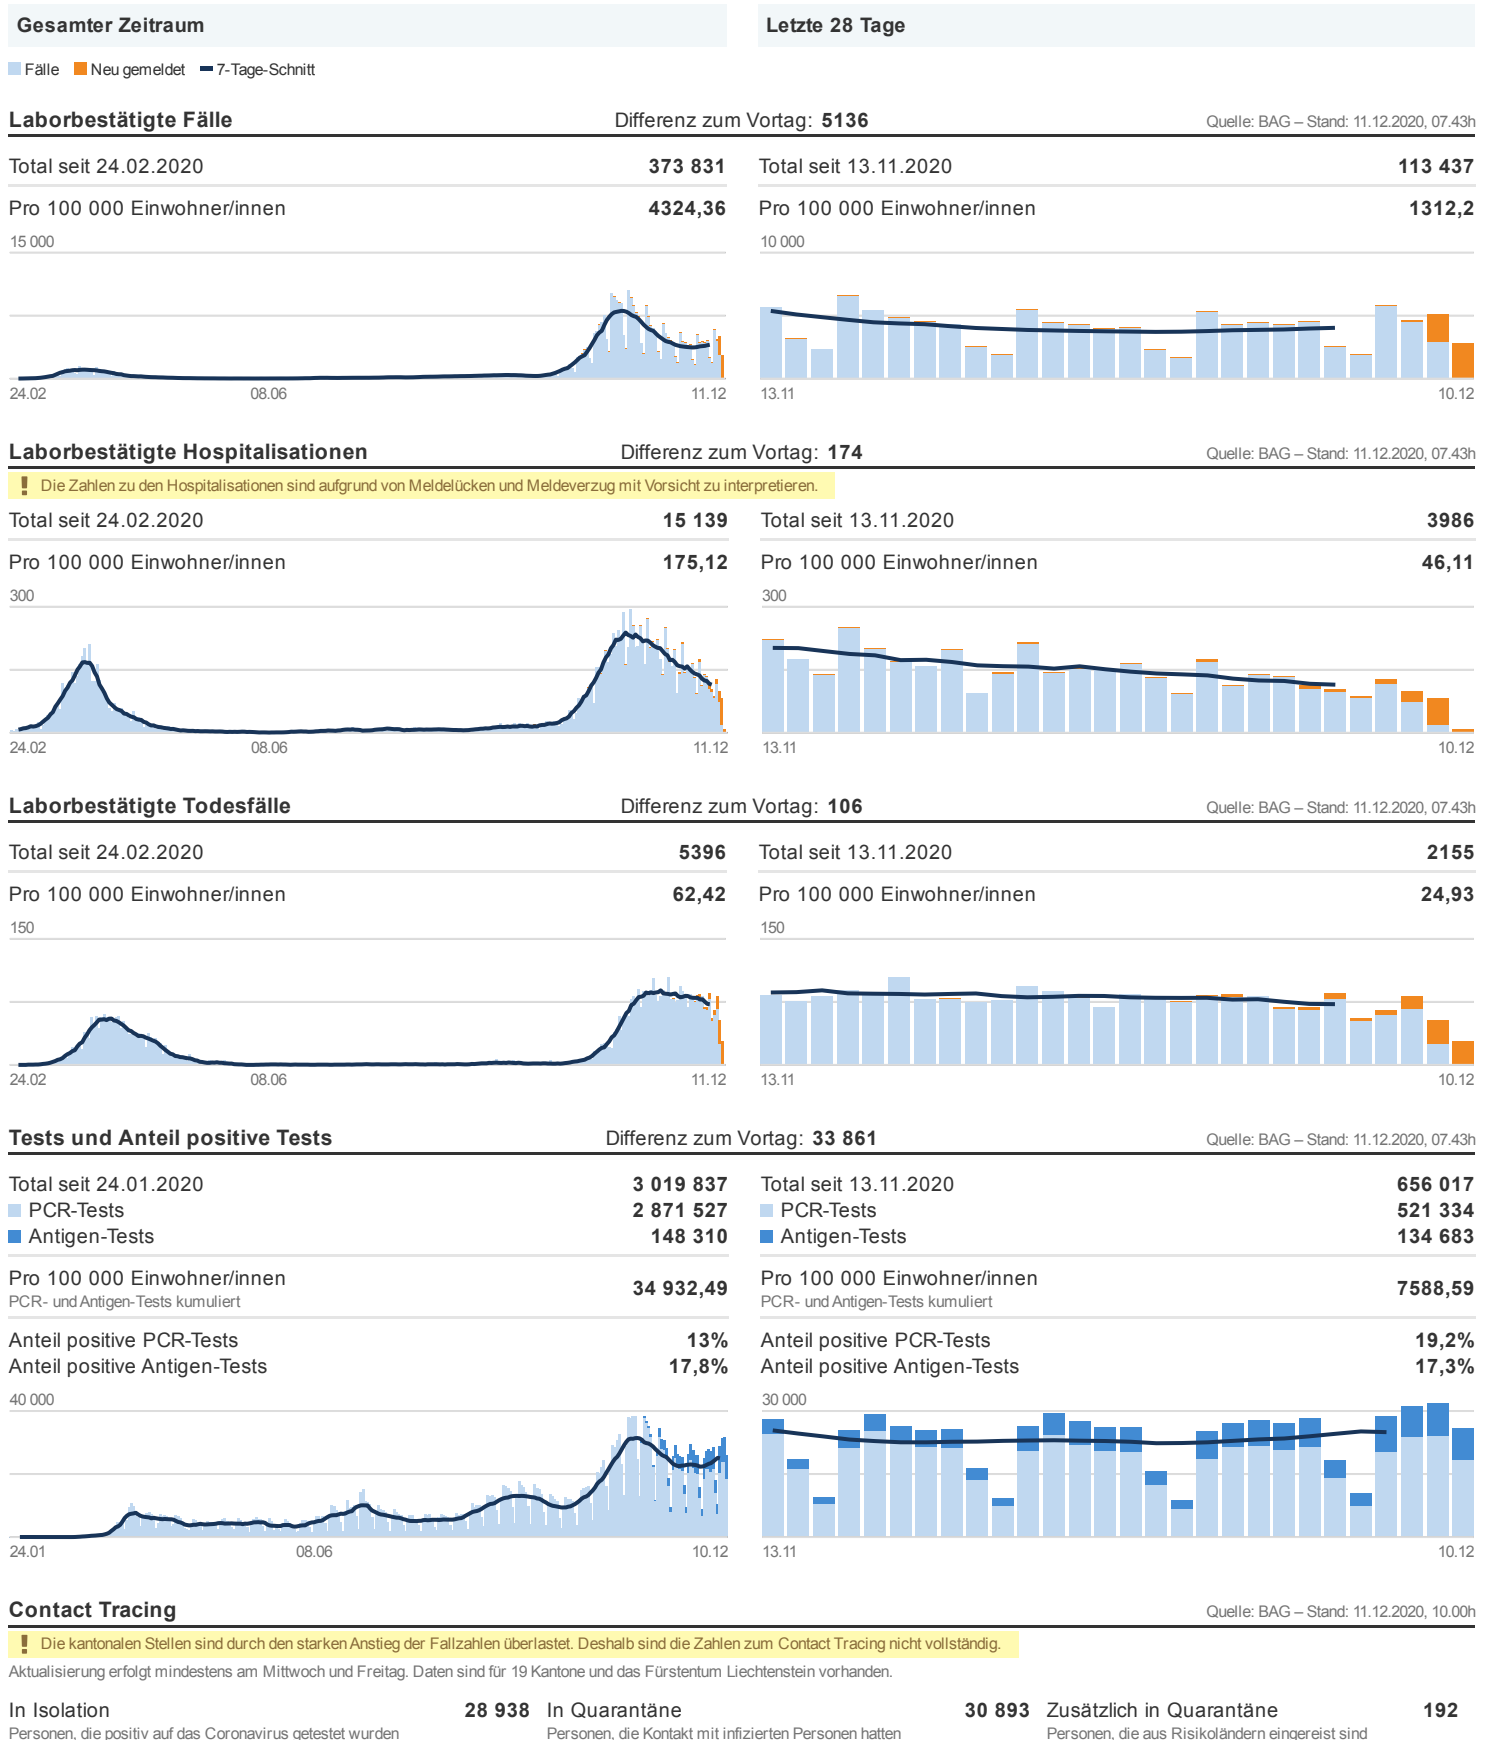 Gesamter Zeitraum
Letzte 28 Tage
Fälle Neu gemeldet 7-Tage-Schnitt
Laborbestätigte Fälle Differenz zum Vortag: 5136 Quelle: BAG – Stand: 11.12.2020, 07.43h
Total seit 24.02.2020 373 831 Total seit 13.11.2020 113 437
Pro 100 000 Einwohner/innen 4324,36 Pro 100 000 Einwohner/innen 1312,2
15 000 10 000
24.02 08.06 11.12 13.11 10.12
Laborbestätigte Hospitalisationen Differenz zum Vortag: 174 Quelle: BAG – Stand: 11.12.2020, 07.43h
! Die Zahlen zu den Hospitalisationen sind aufgrund von Meldelücken und Meldeverzug mit Vorsicht zu interpretieren.
Total seit 24.02.2020 15 139 Total seit 13.11.2020 3986
Pro 100 000 Einwohner/innen 175,12 Pro 100 000 Einwohner/innen 46,11
300 300
24.02 08.06 11.12 13.11 10.12
Laborbestätigte Todesfälle Differenz zum Vortag: 106 Quelle: BAG – Stand: 11.12.2020, 07.43h
Total seit 24.02.2020 5396 Total seit 13.11.2020 2155
Pro 100 000 Einwohner/innen 62,42 Pro 100 000 Einwohner/innen 24,93
150 150
24.02 08.06 11.12 13.11 10.12
Tests und Anteil positive Tests Differenz zum Vortag: 33 861 Quelle: BAG – Stand: 11.12.2020, 07.43h
Total seit 24.01.2020 3 019 837 Total seit 13.11.2020 656 017
PCR-Tests 2 871 527 PCR-Tests 521 334
Antigen-Tests 148 310 Antigen-Tests 134 683
Pro 100 000 Einwohner/innen 34 932,49 Pro 100 000 Einwohner/innen 7588,59
PCR- und Antigen-Tests kumuliert PCR- und Antigen-Tests kumuliert
Anteil positive PCR-Tests 13% Anteil positive PCR-Tests 19,2%
Anteil positive Antigen-Tests 17,8% Anteil positive Antigen-Tests 17,3%
40 000 30 000
24.01 08.06 10.12 13.11 10.12
Contact Tracing Quelle: BAG – Stand: 11.12.2020, 10.00h
! Die kantonalen Stellen sind durch den starken Anstieg der Fallzahlen überlastet. Deshalb sind die Zahlen zum Contact Tracing nicht vollständig.
Aktualisierung erfolgt mindestens am Mittwoch und Freitag. Daten sind für 19 Kantone und das Fürstentum Liechtenstein vorhanden.
In Isolation 28 938 In Quarantäne 30 893 Zusätzlich in Quarantäne 192
Personen, die positiv auf das Coronavirus getestet wurden Personen, die Kontakt mit infizierten Personen hatten Personen, die aus Risikoländern eingereist sind